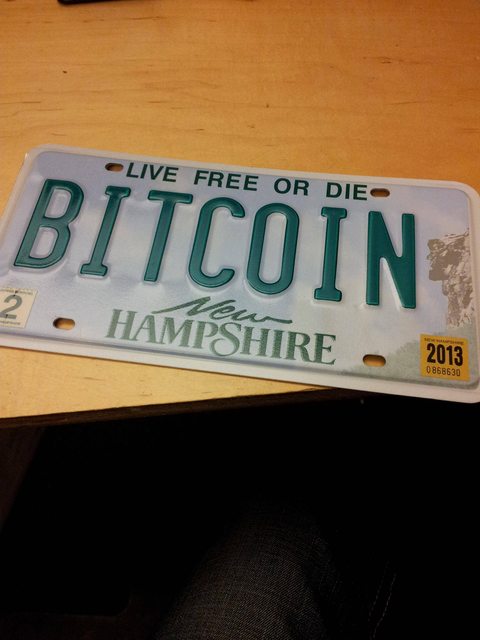 LIVE FREE OR DIE
BITCOIN
New
HAMPSHIRE
2
2013
0868630